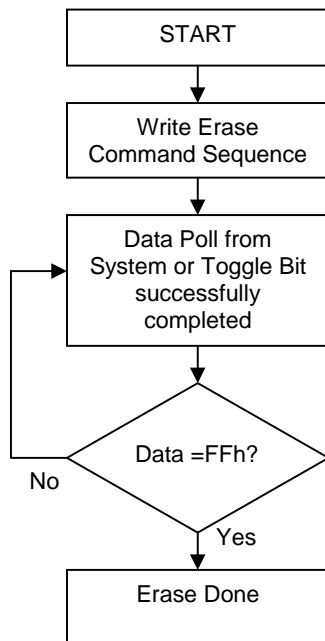 START
Write Erase
Command Sequence
Data Poll from
System or Toggle Bit
successfully
completed
Data =FFh?
No
Yes
Erase Done